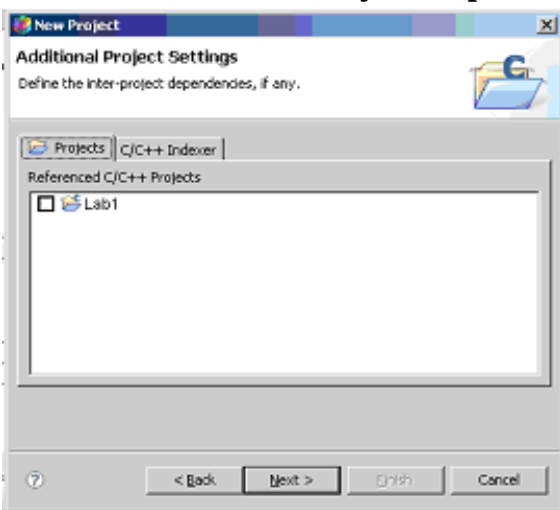 New Project
Additional Project Settings
Define the inter-project dependencies, if any.
C
Projects C/C++ Indexer
Referenced C/C++ Projects
Lab1
? < Back Next > Finish Cancel